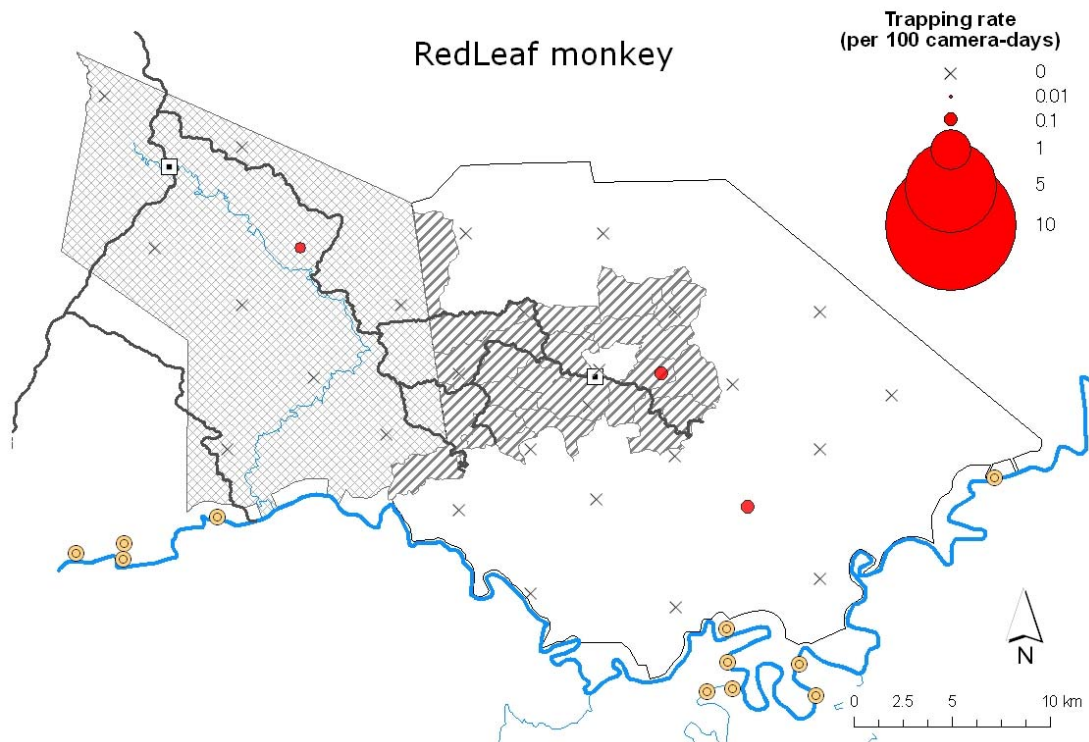 RedLeaf monkey
Trapping rate
(per 100 camera-days)
0
0.01
0.1
1
5
10
N
0 2.5 5 10 km